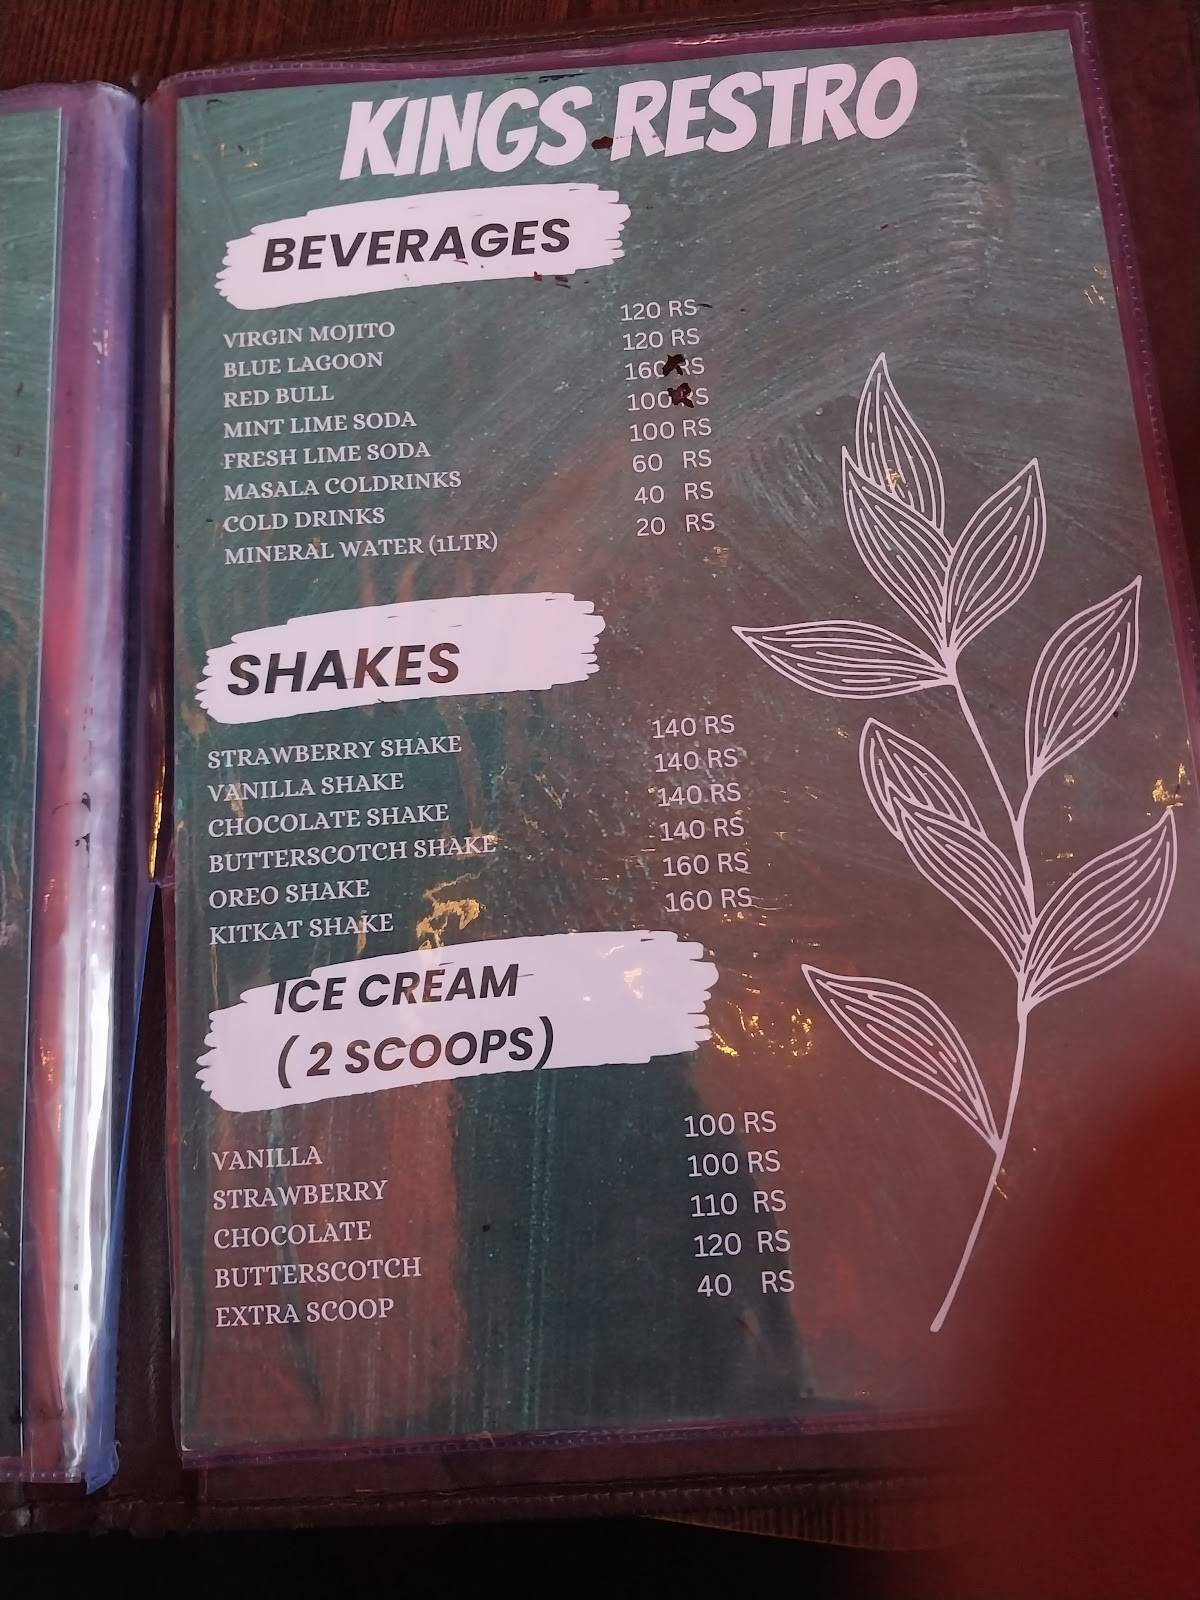 KINGS RESTRO
BEVERAGES
VIRGIN MOJITO 120 RS
BLUE LAGOON 120 RS
RED BULL 160 RS
MINT LIME SODA 100 RS
FRESH LIME SODA 100 RS
MASALA COLDRINKS 60 RS
COLD DRINKS 40 RS
MINERAL WATER (1LTR) 20 RS
SHAKES
STRAWBERRY SHAKE 140 RS
VANILLA SHAKE 140 RS
CHOCOLATE SHAKE 140 RS
BUTTERSCOTCH SHAKE 140 RS
OREO SHAKE 160 RS
KITKAT SHAKE 160 RS
ICE CREAM
( 2 SCOOPS)
VANILLA 100 RS
STRAWBERRY 100 RS
CHOCOLATE 110 RS
BUTTERSCOTCH 120 RS
EXTRA SCOOP 40 RS